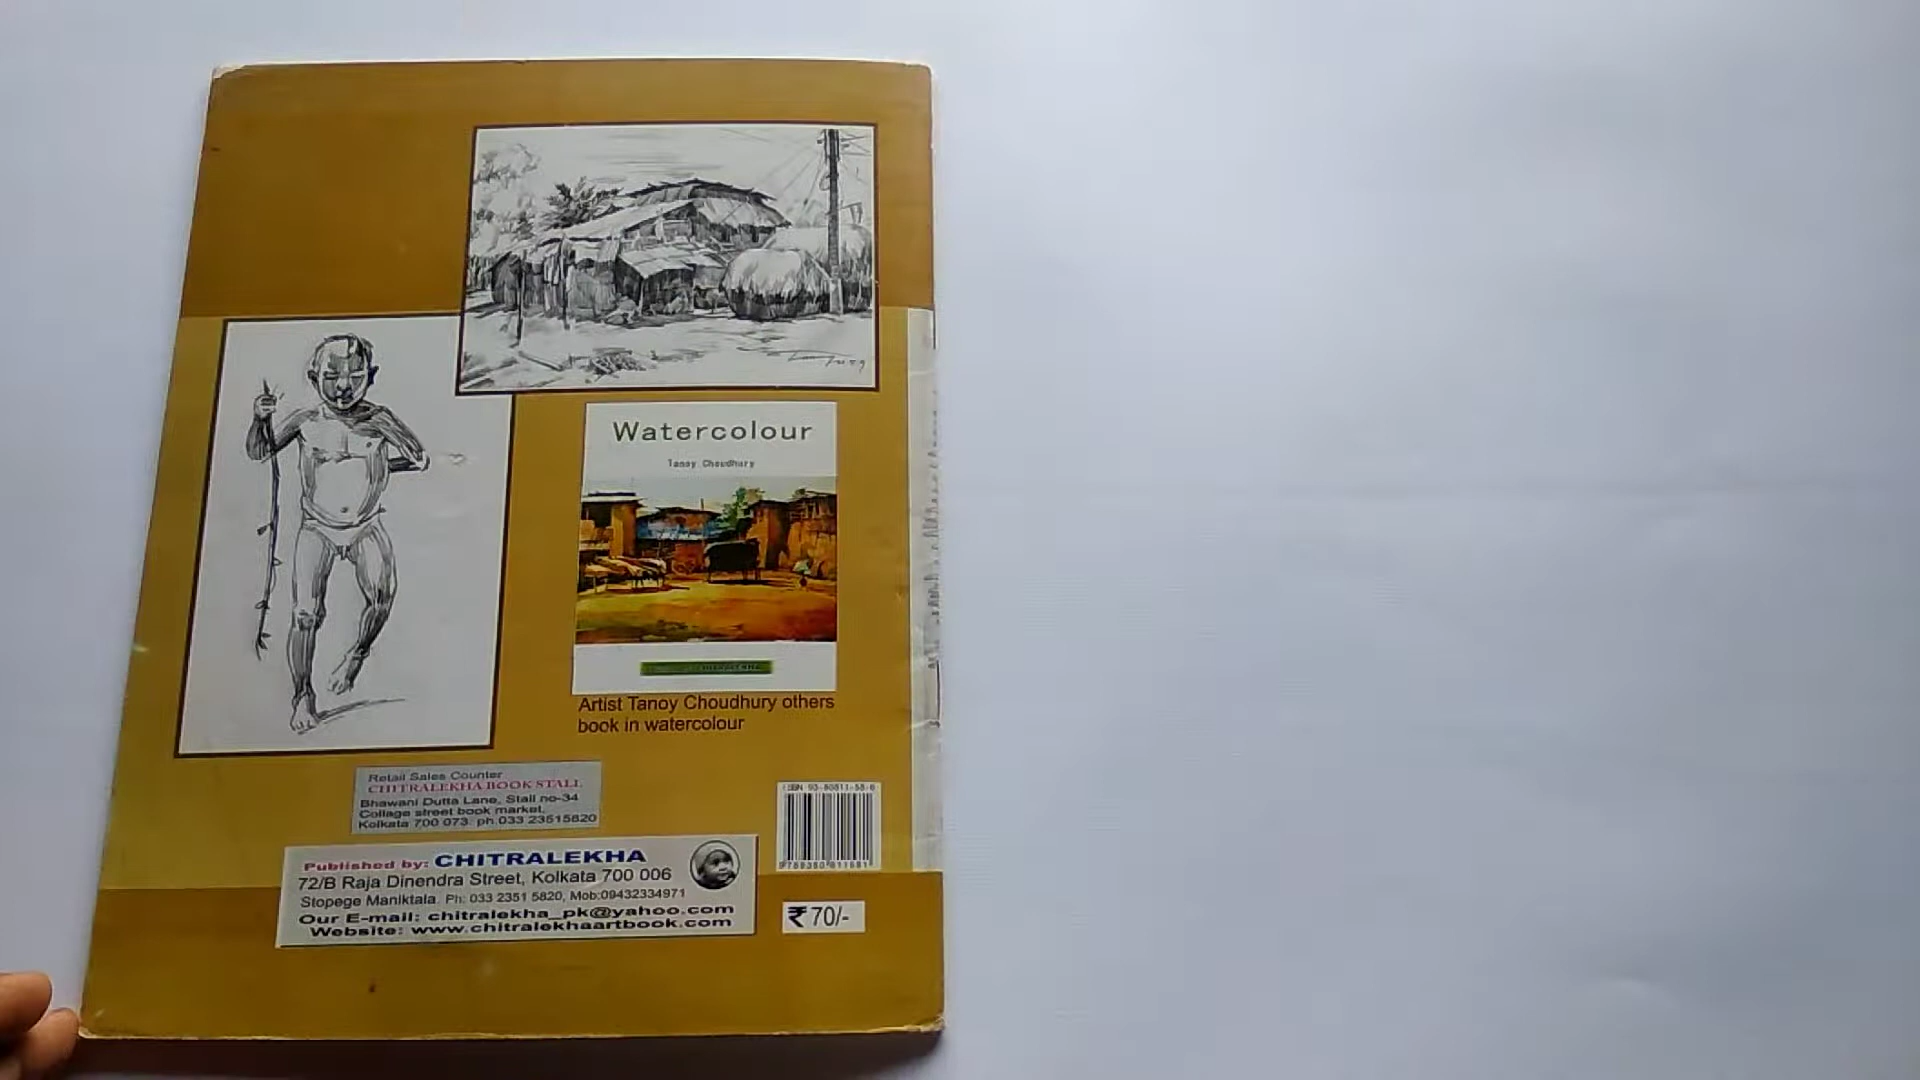 Watercolour
Tanoy Choudhury
Artist Tanoy Choudhury others
book in watercolour
Retail Sales Counter
CHITRALEKHA BOOK STALL
Bhawani Dutta Lane, Stall no-34
Collage street book market,
Kolkata 700 073. ph.033 23515820
Published by: CHITRALEKHA
72/B Raja Dinendra Street, Kolkata 700 006
Stopege Maniktala. Ph: 033 2351 5820, Mob:09432334971
Our E-mail: chitralekha_pk@yahoo.com
Website: www.chitralekhaartbook.com
ISBN
₹ 70/-